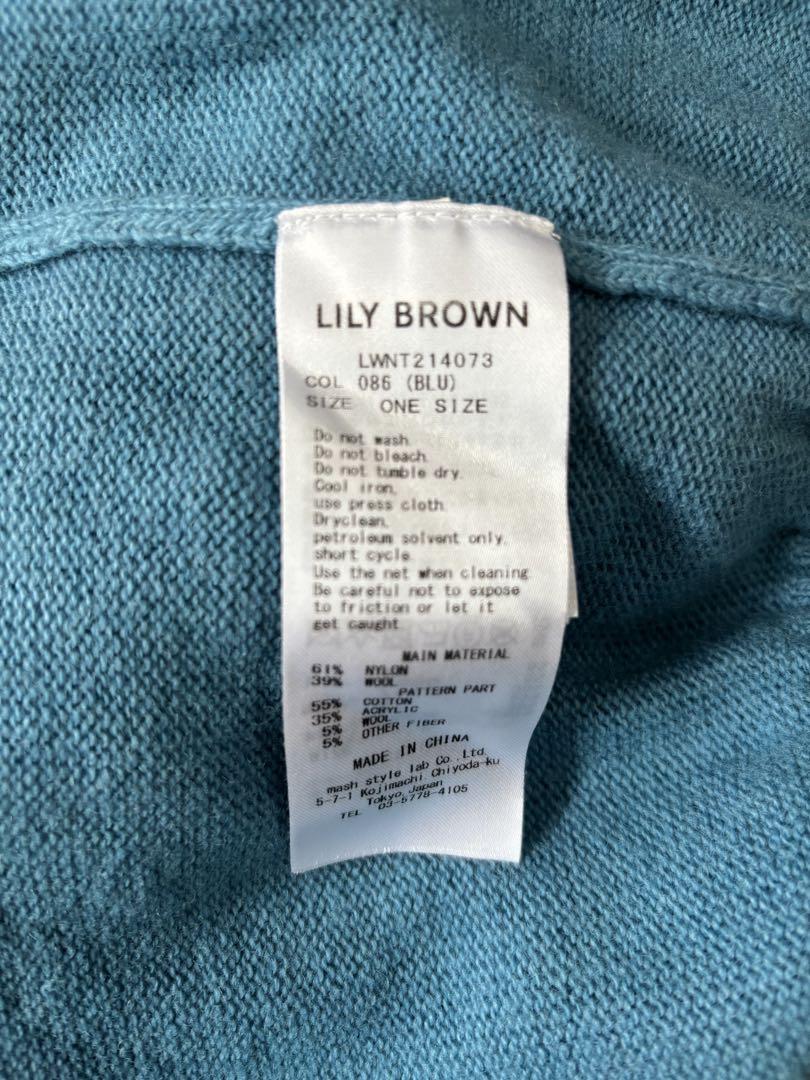 LILY BROWN
LWNT214073
COL 086 (BLU)
SIZE ONE SIZE
Do not wash.
Do not bleach.
Do not tumble dry.
Cool iron,
use press cloth.
Dryclean,
petroleum solvent only,
short cycle.
Use the net when cleaning.
Be careful not to expose
to friction or let it
get caught.
MAIN MATERIAL
61% NYLON
39% WOOL
PATTERN PART
55% COTTON
35% ACRYLIC
5% WOOL
5% OTHER FIBER
MADE IN CHINA
mash style lab Co.,Ltd.
5-7-1 Kojimachi Chiyoda-ku
Tokyo, Japan
TEL 03-5778-4105